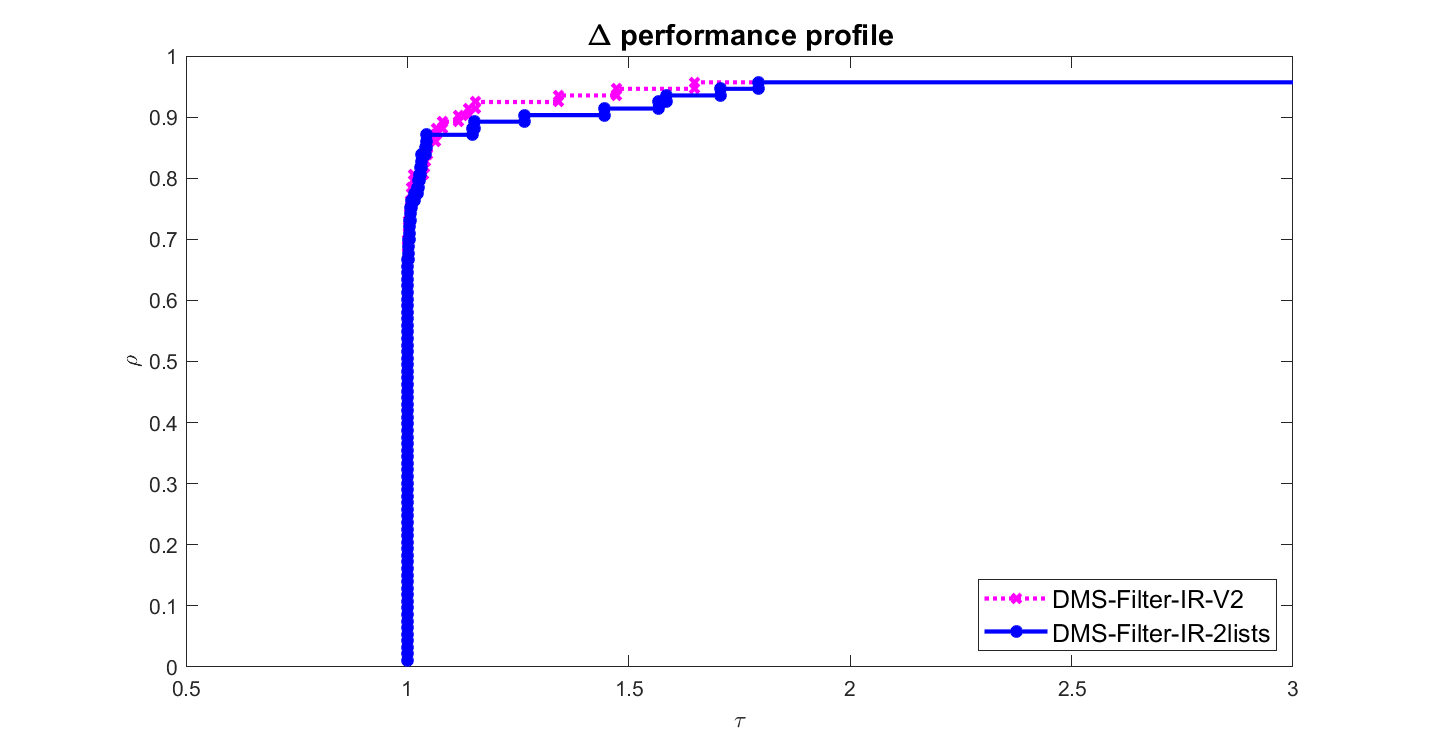 Δ performance profile
1
0.9
0.8
0.7
0.6
0.5
0.4
0.3
0.2
0.1
0
ρ
0.5 1 1.5 2 2.5 3
τ
DMS-Filter-IR-V2
DMS-Filter-IR-2lists